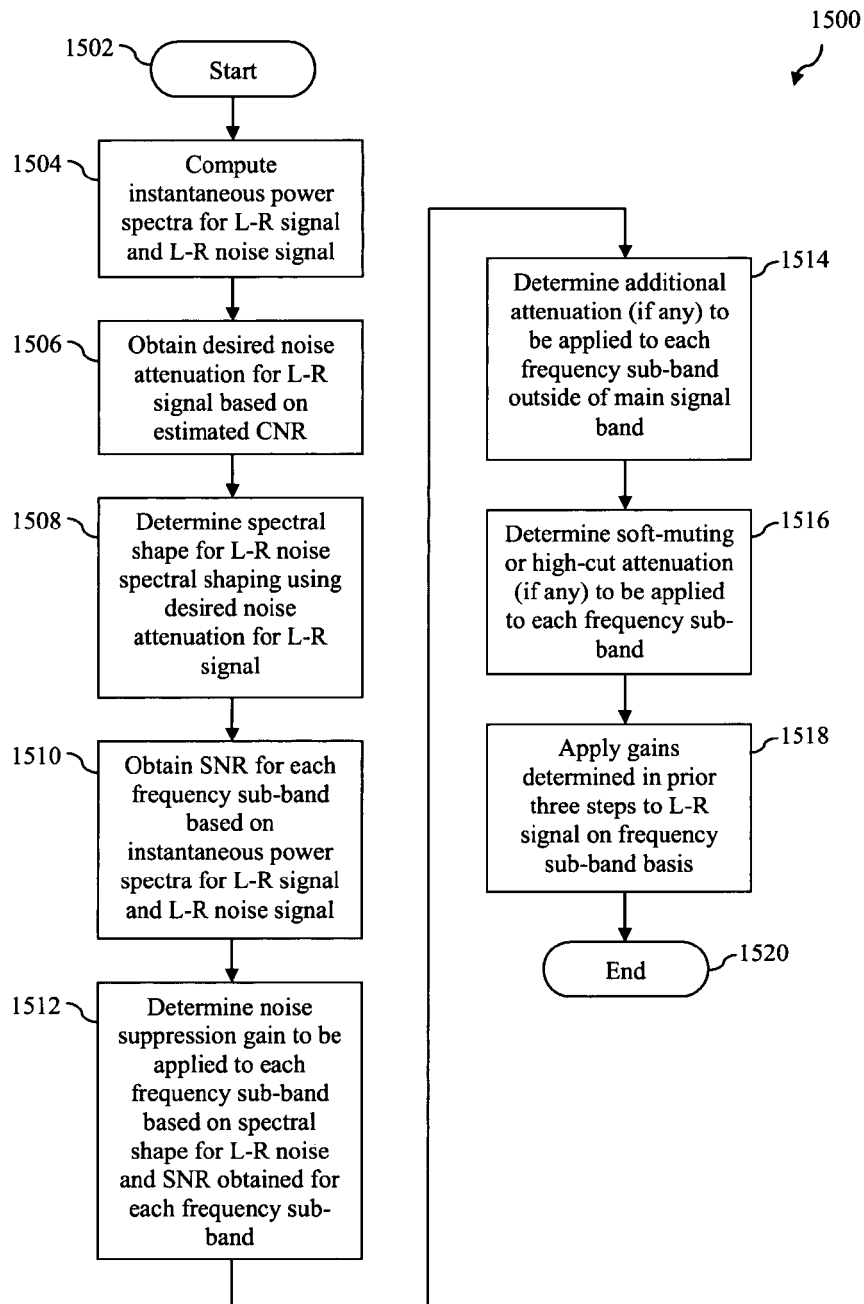 1500
1502
Start
1504
Compute
instantaneous power
spectra for L-R signal
and L-R noise signal
1506
Obtain desired noise
attenuation for L-R
signal based on
estimated CNR
1508
Determine spectral
shape for L-R noise
spectral shaping using
desired noise
attenuation for L-R
signal
1510
Obtain SNR for each
frequency sub-band
based on
instantaneous power
spectra for L-R signal
and L-R noise signal
1512
Determine noise
suppression gain to be
applied to each
frequency sub-band
based on spectral
shape for L-R noise
and SNR obtained for
each frequency sub-
band
1514
Determine additional
attenuation (if any) to
be applied to each
frequency sub-band
outside of main signal
band
1516
Determine soft-muting
or high-cut attenuation
(if any) to be applied
to each frequency sub-
band
1518
Apply gains
determined in prior
three steps to L-R
signal on frequency
sub-band basis
End
1520